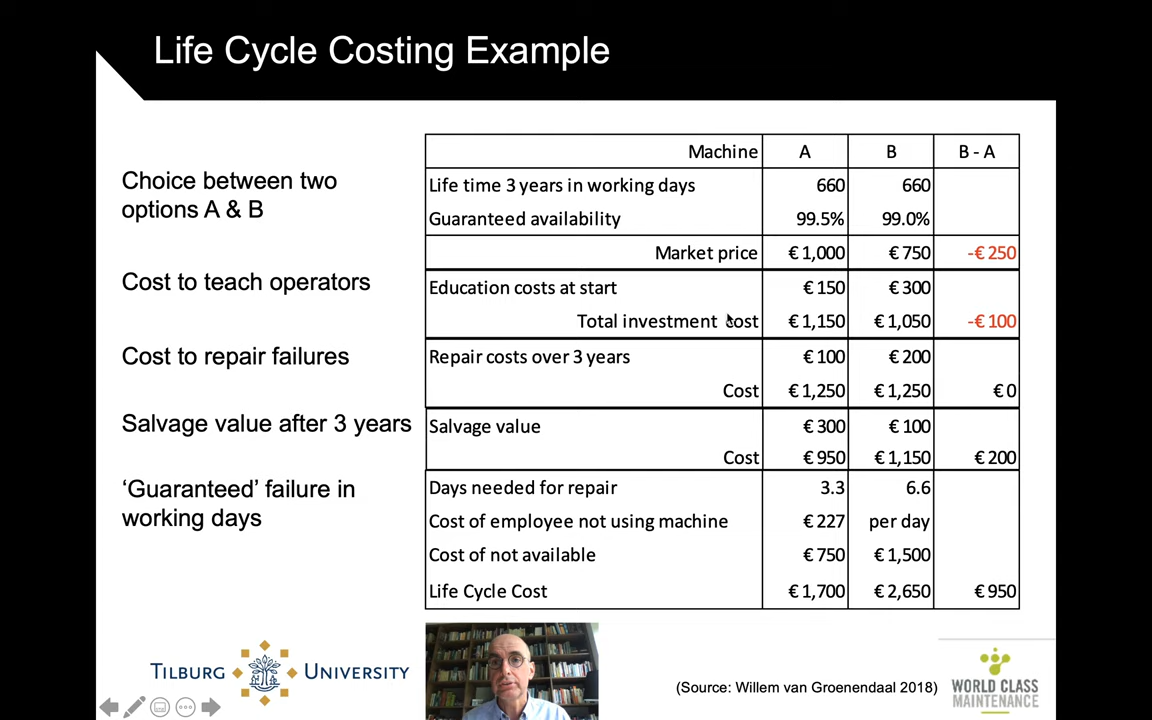 Life Cycle Costing Example
Choice between two
options A & B
Cost to teach operators
Cost to repair failures
Salvage value after 3 years
‘Guaranteed’ failure in
working days
Machine A B B - A
Life time 3 years in working days 660 660
Guaranteed availability 99.5% 99.0%
Market price € 1,000 € 750 -€ 250
Education costs at start € 150 € 300
Total investment cost € 1,150 € 1,050 -€ 100
Repair costs over 3 years € 100 € 200
Cost € 1,250 € 1,250 € 0
Salvage value € 300 € 100
Cost € 950 € 1,150 € 200
Days needed for repair 3.3 6.6
Cost of employee not using machine € 227 per day
Cost of not available € 750 € 1,500
Life Cycle Cost € 1,700 € 2,650 € 950
TILBURG UNIVERSITY
(Source: Willem van Groenendaal 2018)
WORLD CLASS
MAINTENANCE